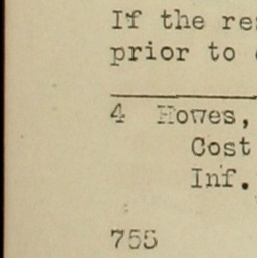 If the re
prior to
4 Howes,
Cost
Inf.
755